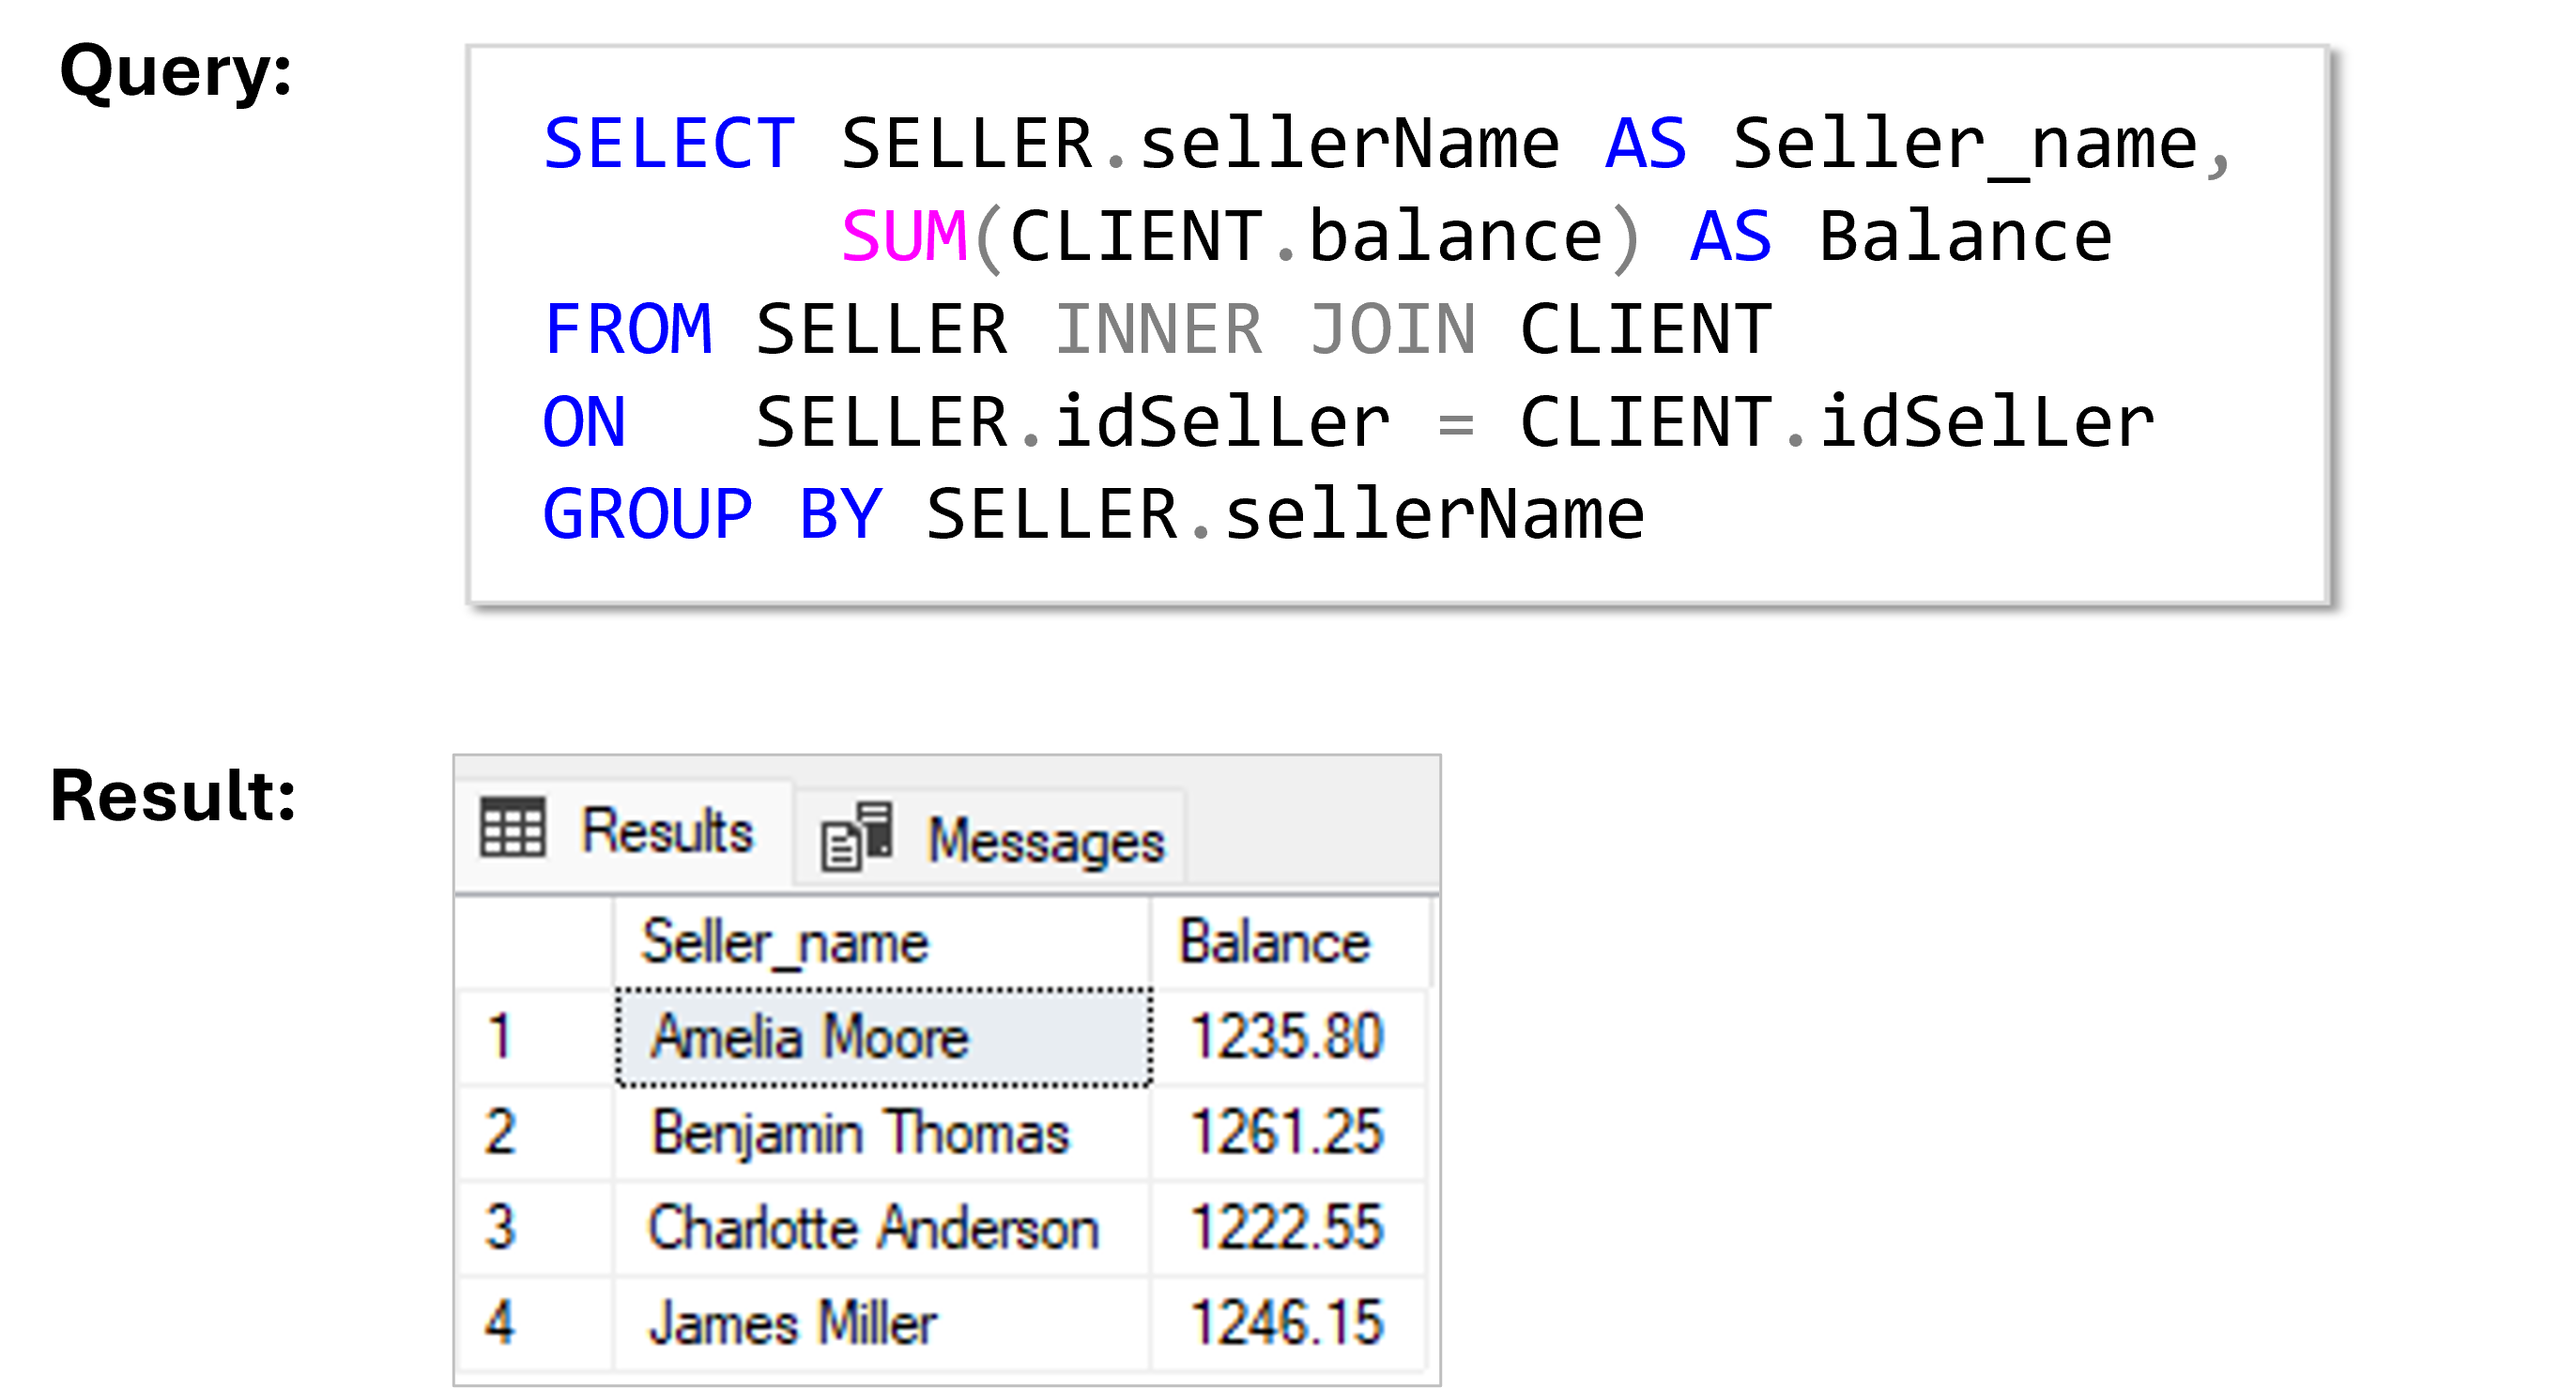 Query:
SELECT SELLER.sellerName AS Seller_name,
SUM(CLIENT.balance) AS Balance
FROM SELLER INNER JOIN CLIENT
ON SELLER.idSelLer = CLIENT.idSelLer
GROUP BY SELLER.sellerName
Result:
Results Messages
Seller_name Balance
1 Amelia Moore 1235.80
2 Benjamin Thomas 1261.25
3 Charlotte Anderson 1222.55
4 James Miller 1246.15